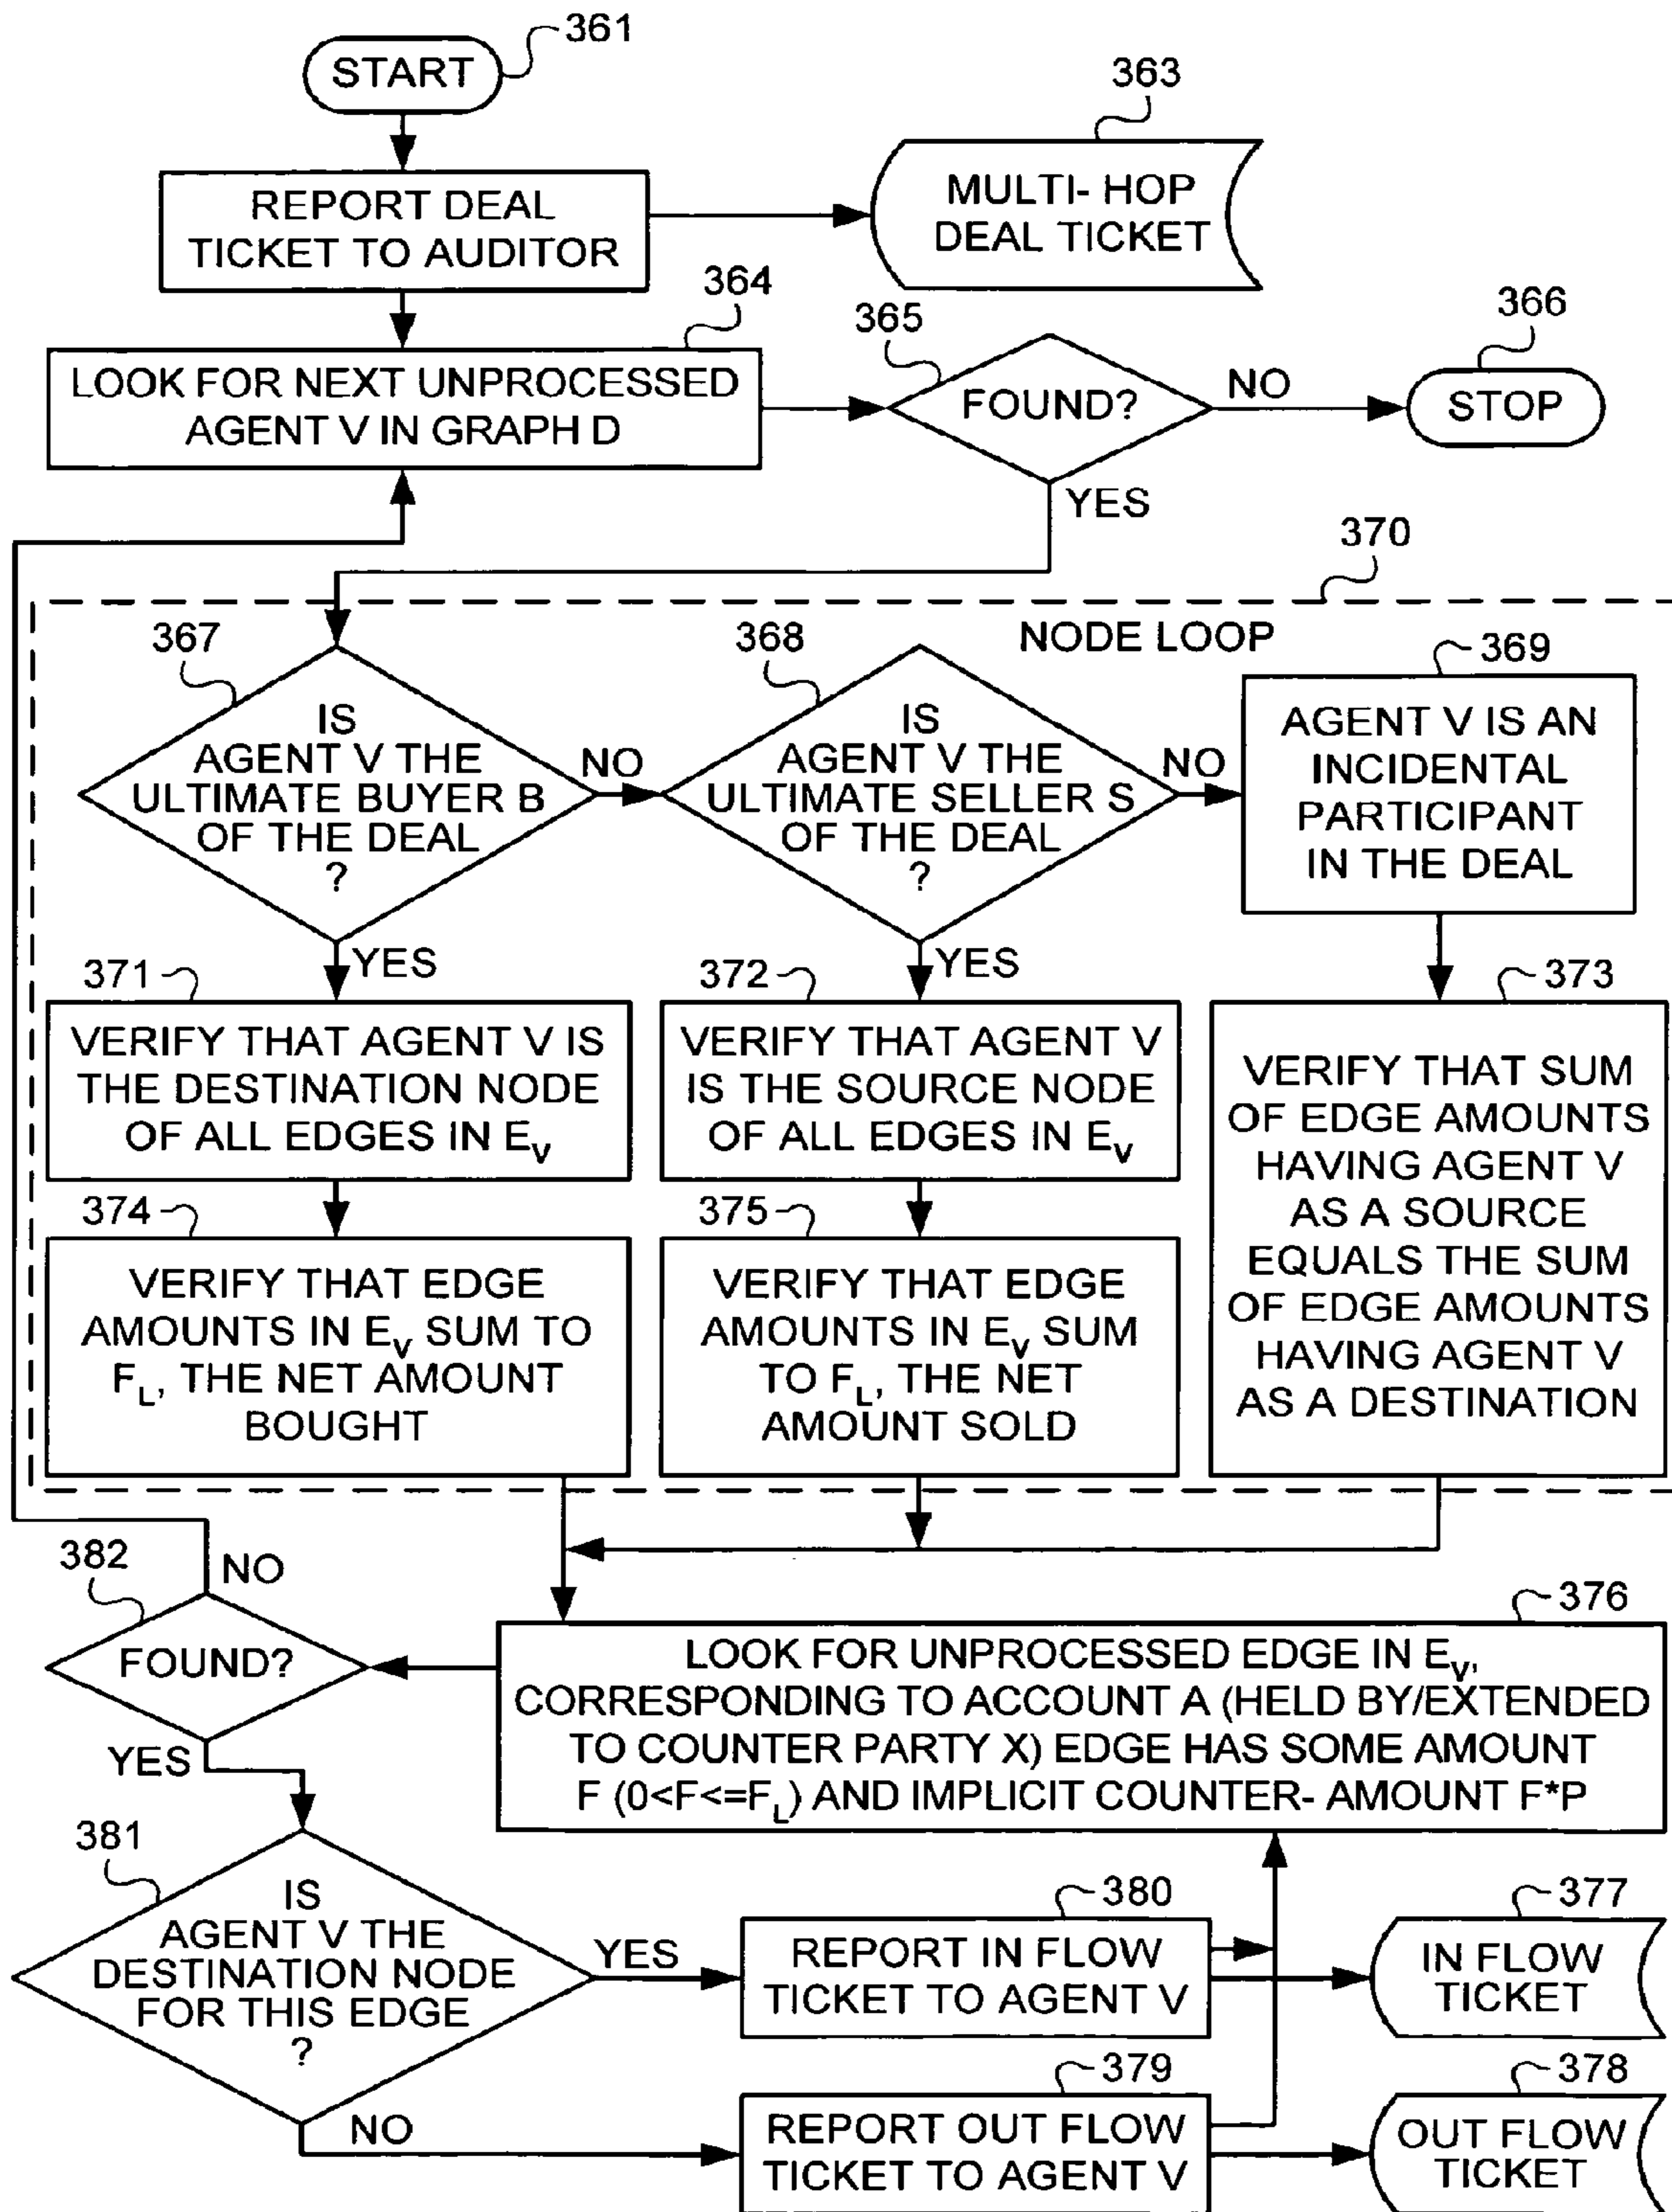 361
START
363
REPORT DEAL
TICKET TO AUDITOR
MULTI- HOP
DEAL TICKET
364
365
366
LOOK FOR NEXT UNPROCESSED
AGENT V IN GRAPH D
FOUND?
NO
STOP
YES
370
NODE LOOP
367
368
369
IS
AGENT V THE
ULTIMATE BUYER B
OF THE DEAL
?
NO
IS
AGENT V THE
ULTIMATE SELLER S
OF THE DEAL
?
NO
AGENT V IS AN
INCIDENTAL
PARTICIPANT
IN THE DEAL
YES
YES
371
372
373
VERIFY THAT AGENT V IS
THE DESTINATION NODE
OF ALL EDGES IN EV
VERIFY THAT AGENT V
IS THE SOURCE NODE
OF ALL EDGES IN EV
VERIFY THAT SUM
OF EDGE AMOUNTS
HAVING AGENT V
AS A SOURCE
EQUALS THE SUM
OF EDGE AMOUNTS
HAVING AGENT V
AS A DESTINATION
374
375
VERIFY THAT EDGE
AMOUNTS IN EV SUM TO
FL, THE NET AMOUNT
BOUGHT
VERIFY THAT EDGE
AMOUNTS IN EV SUM
TO FL, THE NET
AMOUNT SOLD
382
NO
FOUND?
YES
376
LOOK FOR UNPROCESSED EDGE IN EV,
CORRESPONDING TO ACCOUNT A (HELD BY/EXTENDED
TO COUNTER PARTY X) EDGE HAS SOME AMOUNT
F (0<F<=FL) AND IMPLICIT COUNTER- AMOUNT F*P
381
IS
AGENT V THE
DESTINATION NODE
FOR THIS EDGE
?
YES
380
REPORT IN FLOW
TICKET TO AGENT V
377
IN FLOW
TICKET
NO
379
REPORT OUT FLOW
TICKET TO AGENT V
378
OUT FLOW
TICKET